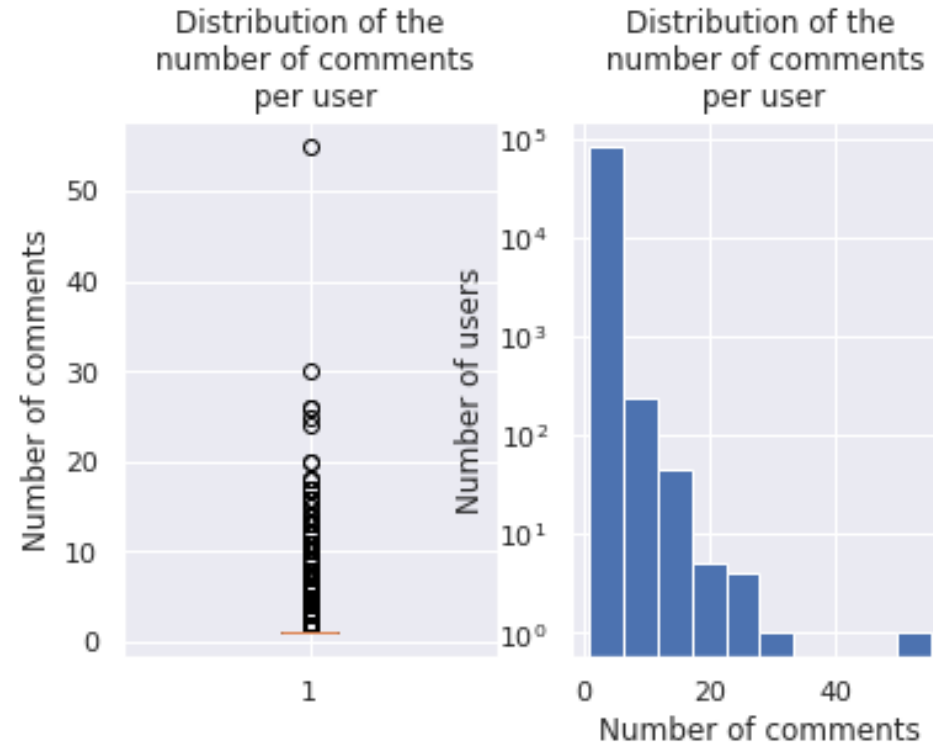 Distribution of the
number of comments
per user
Number of comments
50
40
30
20
10
0
1
Distribution of the
number of comments
per user
Number of users
10⁵
10⁴
10³
10²
10¹
10⁰
0 20 40
Number of comments